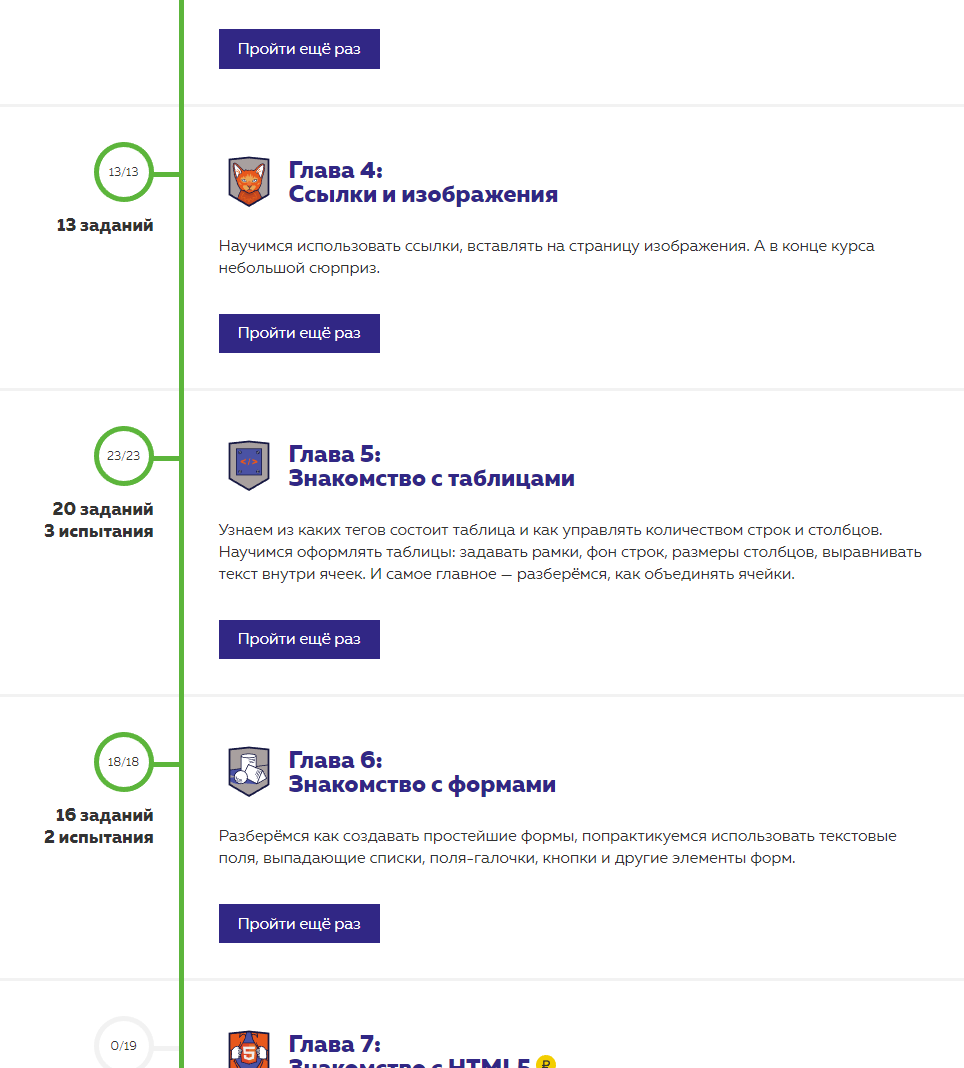 Пройти ещё раз
13/13
13 заданий
Глава 4:
Ссылки и изображения
Научимся использовать ссылки, вставлять на страницу изображения. А в конце курса
небольшой сюрприз.
Пройти ещё раз
23/23
20 заданий
3 испытания
</>
Глава 5:
Знакомство с таблицами
Узнаем из каких тегов состоит таблица и как управлять количеством строк и столбцов.
Научимся оформлять таблицы: задавать рамки, фон строк, размеры столбцов, выравнивать
текст внутри ячеек. И самое главное — разберёмся, как объединять ячейки.
Пройти ещё раз
18/18
16 заданий
2 испытания
Глава 6:
Знакомство с формами
Разберёмся как создавать простейшие формы, попрактикуемся использовать текстовые
поля, выпадающие списки, поля-галочки, кнопки и другие элементы форм.
Пройти ещё раз
0/19
5
Глава 7:
Знакомство с HTML5 ₽